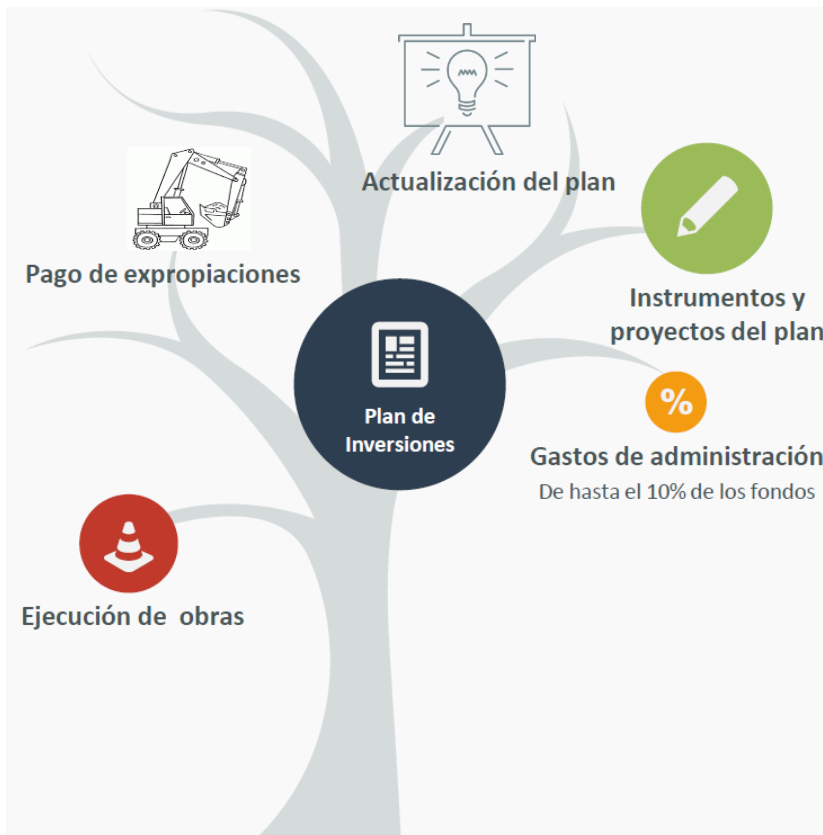 Actualización del plan
Pago de expropiaciones
Instrumentos y
proyectos del plan
Plan de
Inversiones
%
Gastos de administración
De hasta el 10% de los fondos
Ejecución de obras